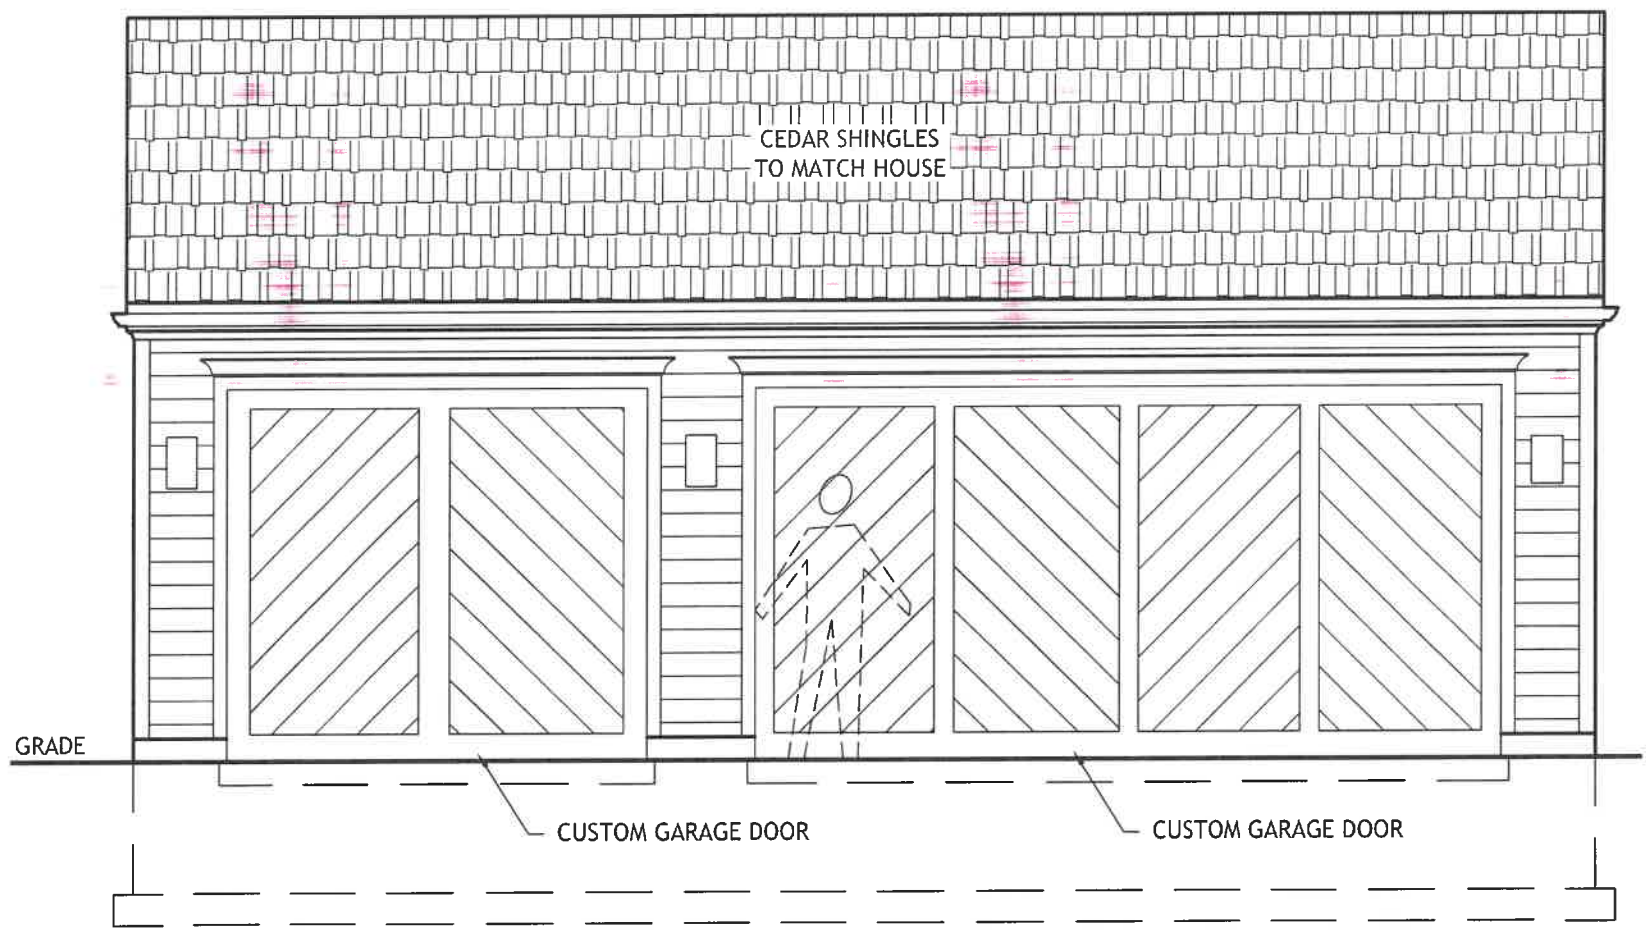 CEDAR SHINGLES
TO MATCH HOUSE
GRADE
CUSTOM GARAGE DOOR
CUSTOM GARAGE DOOR